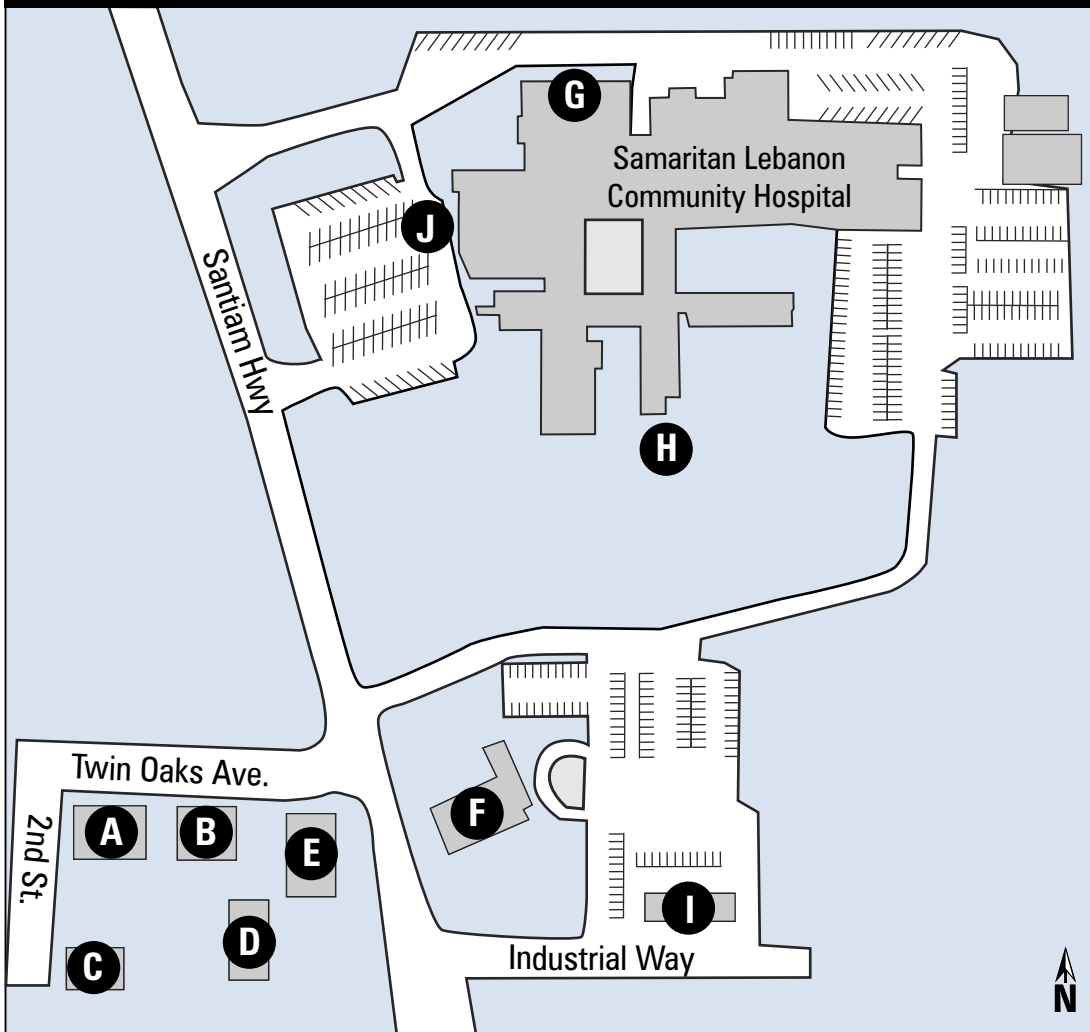 G
Samaritan Lebanon
Community Hospital
J
Santiam Hwy
H
Twin Oaks Ave.
2nd St.
A
B
E
F
C
D
I
Industrial Way
N